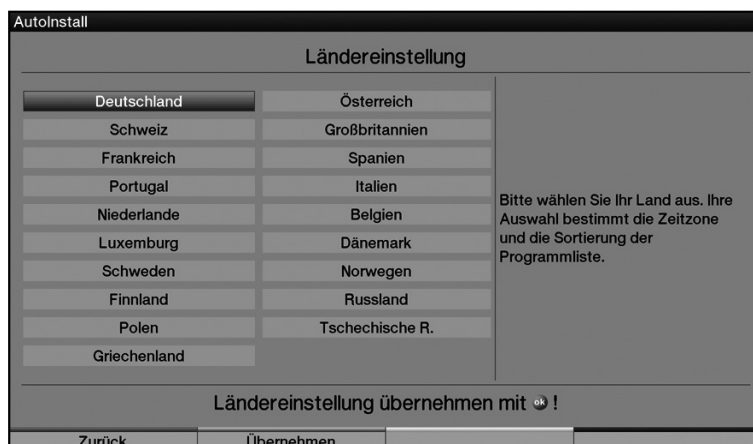 AutoInstall
Ländereinstellung
Deutschland Österreich
Schweiz Großbritannien
Frankreich Spanien
Portugal Italien
Niederlande Belgien
Luxemburg Dänemark
Schweden Norwegen
Finnland Russland
Polen Tschechische R.
Griechenland
Bitte wählen Sie Ihr Land aus. Ihre
Auswahl bestimmt die Zeitzone
und die Sortierung der
Programmliste.
Ländereinstellung übernehmen mit ok !
Zurück Übernehmen